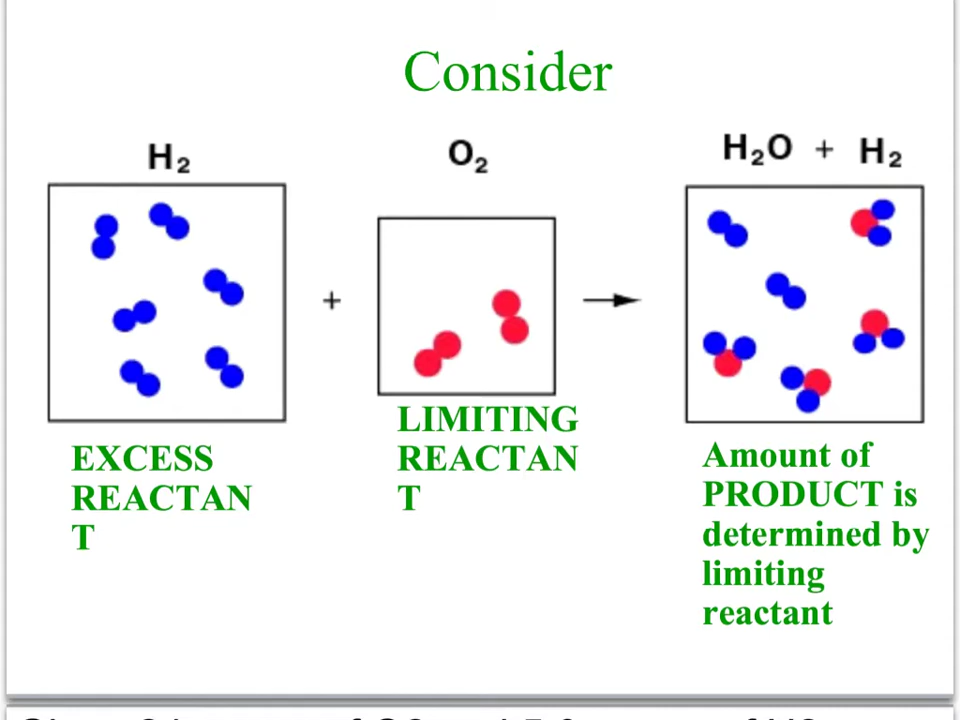 Consider
H₂
O₂
H₂O + H₂
+
EXCESS
REACTAN
T
LIMITING
REACTAN
T
Amount of
PRODUCT is
determined by
limiting
reactant